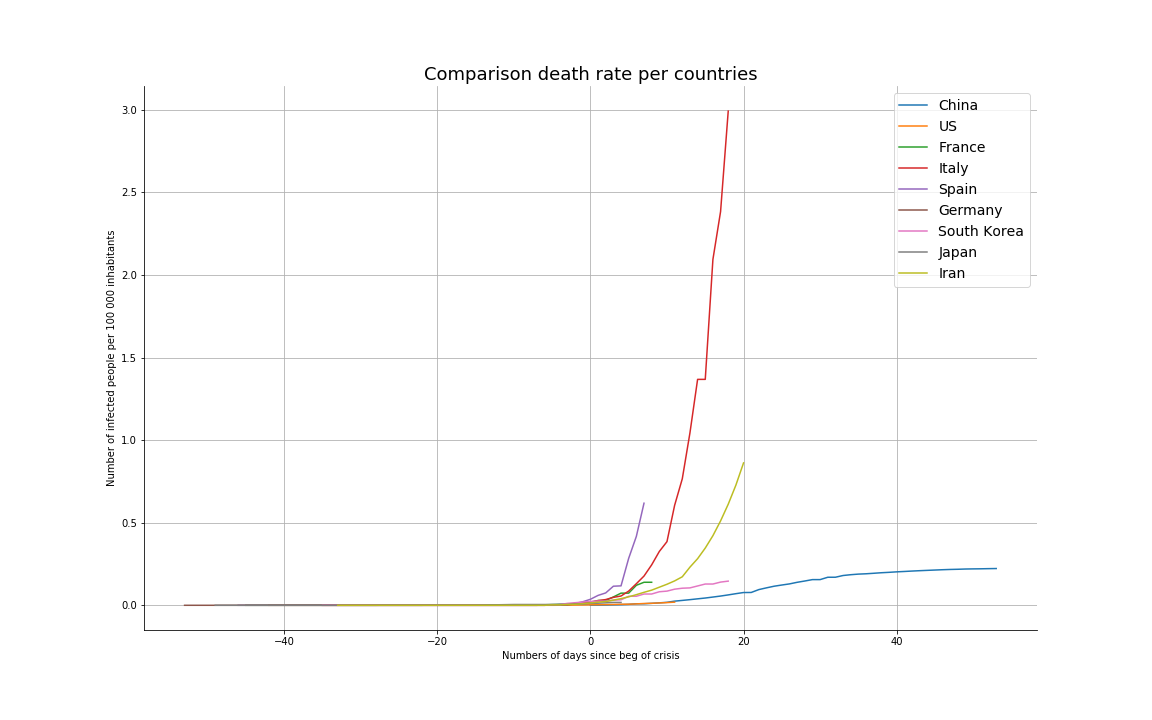 Comparison death rate per countries
China
US
France
Italy
Spain
Germany
South Korea
Japan
Iran
Number of infected people per 100 000 inhabitants
3.0
2.5
2.0
1.5
1.0
0.5
0.0
−40 −20 0 20 40
Numbers of days since beg of crisis